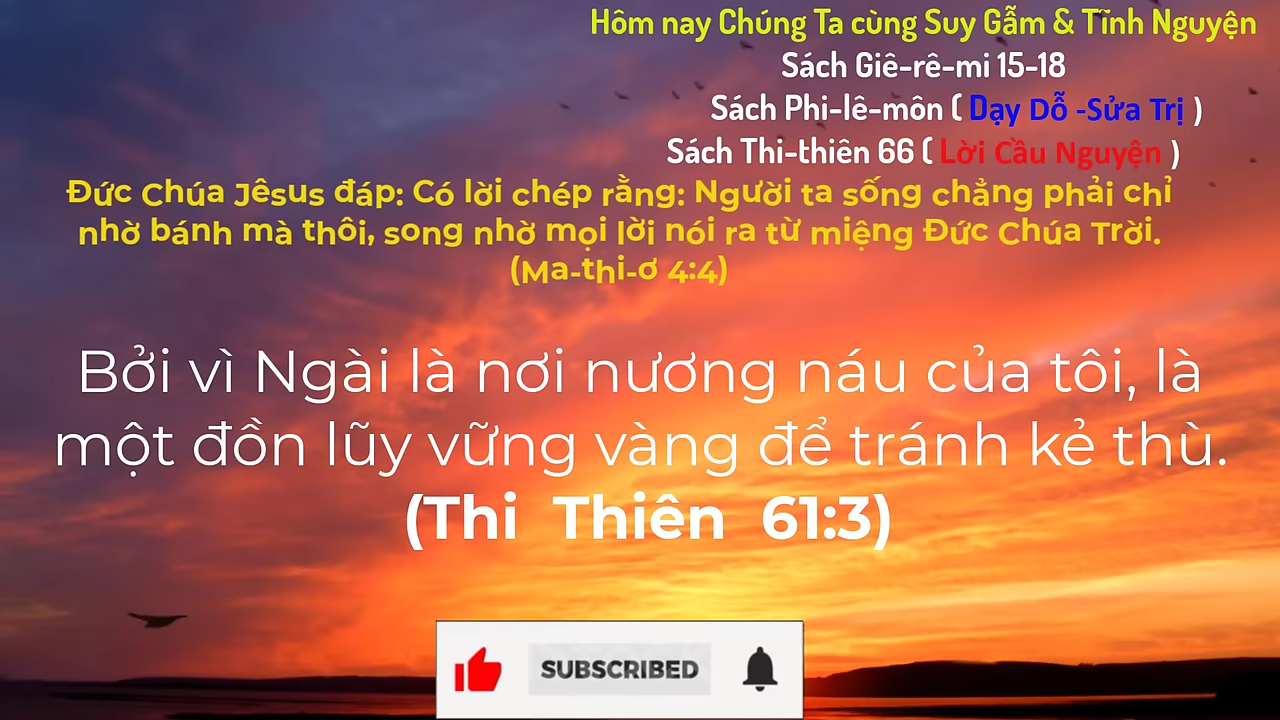 Hôm nay Chúng Ta cùng Suy Gẫm & Tĩnh Nguyện
Sách Giê-rê-mi 15-18
Sách Phi-lê-môn ( Dạy Dỗ -Sửa Trị )
Sách Thi-thiên 66 ( Lời Cầu Nguyện )
Đức Chúa Jêsus đáp: Có lời chép rằng: Người ta sống chẳng phải chỉ
nhờ bánh mà thôi, song nhờ mọi lời nói ra từ miệng Đức Chúa Trời.
(Ma-thi-ơ 4:4)
Bởi vì Ngài là nơi nương náu của tôi, là
một đồn lũy vững vàng để tránh kẻ thù.
(Thi Thiên 61:3)
SUBSCRIBED